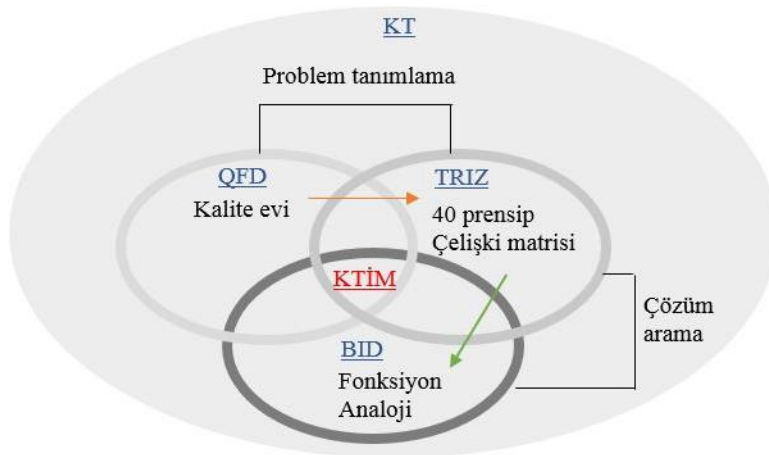 KT
Problem tanımlama
QFD
Kalite evi
TRIZ
40 prensip
Çelişki matrisi
KTİM
BID
Fonksiyon
Analoji
Çözüm
arama